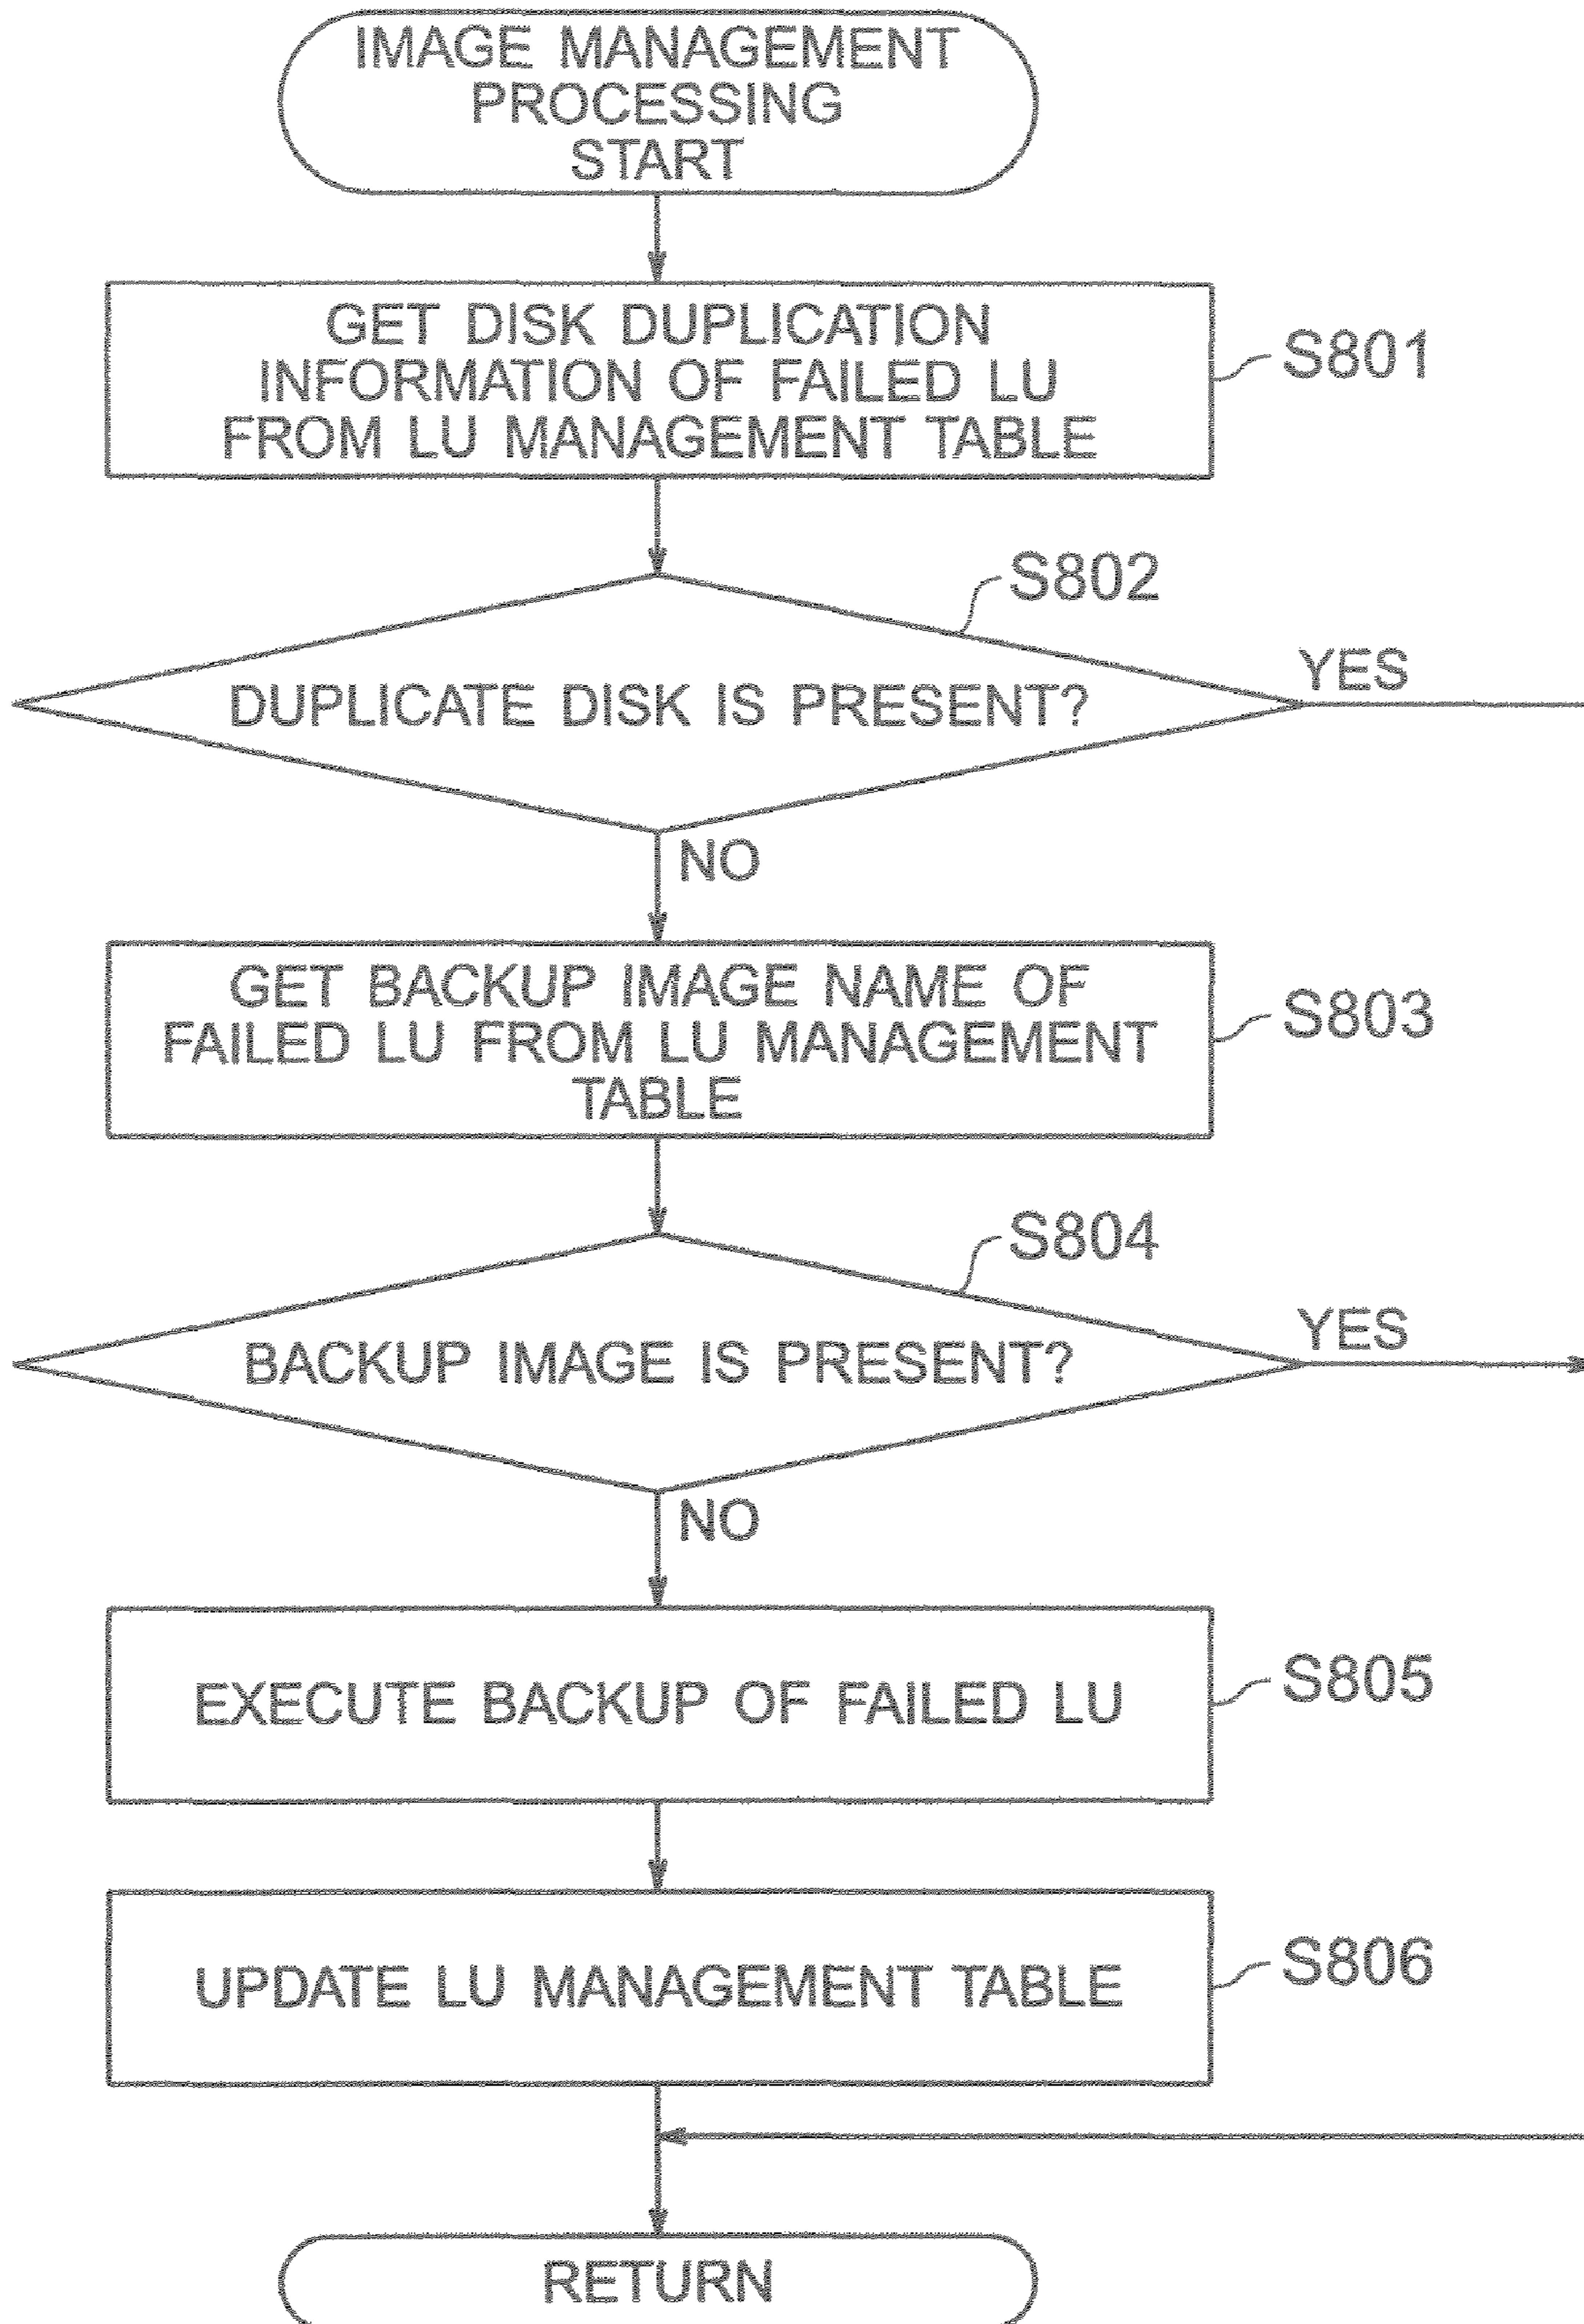 IMAGE MANAGEMENT
PROCESSING
START
GET DISK DUPLICATION
INFORMATION OF FAILED LU
FROM LU MANAGEMENT TABLE
S801
S802
DUPLICATE DISK IS PRESENT?
YES
NO
GET BACKUP IMAGE NAME OF
FAILED LU FROM LU MANAGEMENT
TABLE
S803
S804
BACKUP IMAGE IS PRESENT?
YES
NO
EXECUTE BACKUP OF FAILED LU
S805
UPDATE LU MANAGEMENT TABLE
S806
RETURN